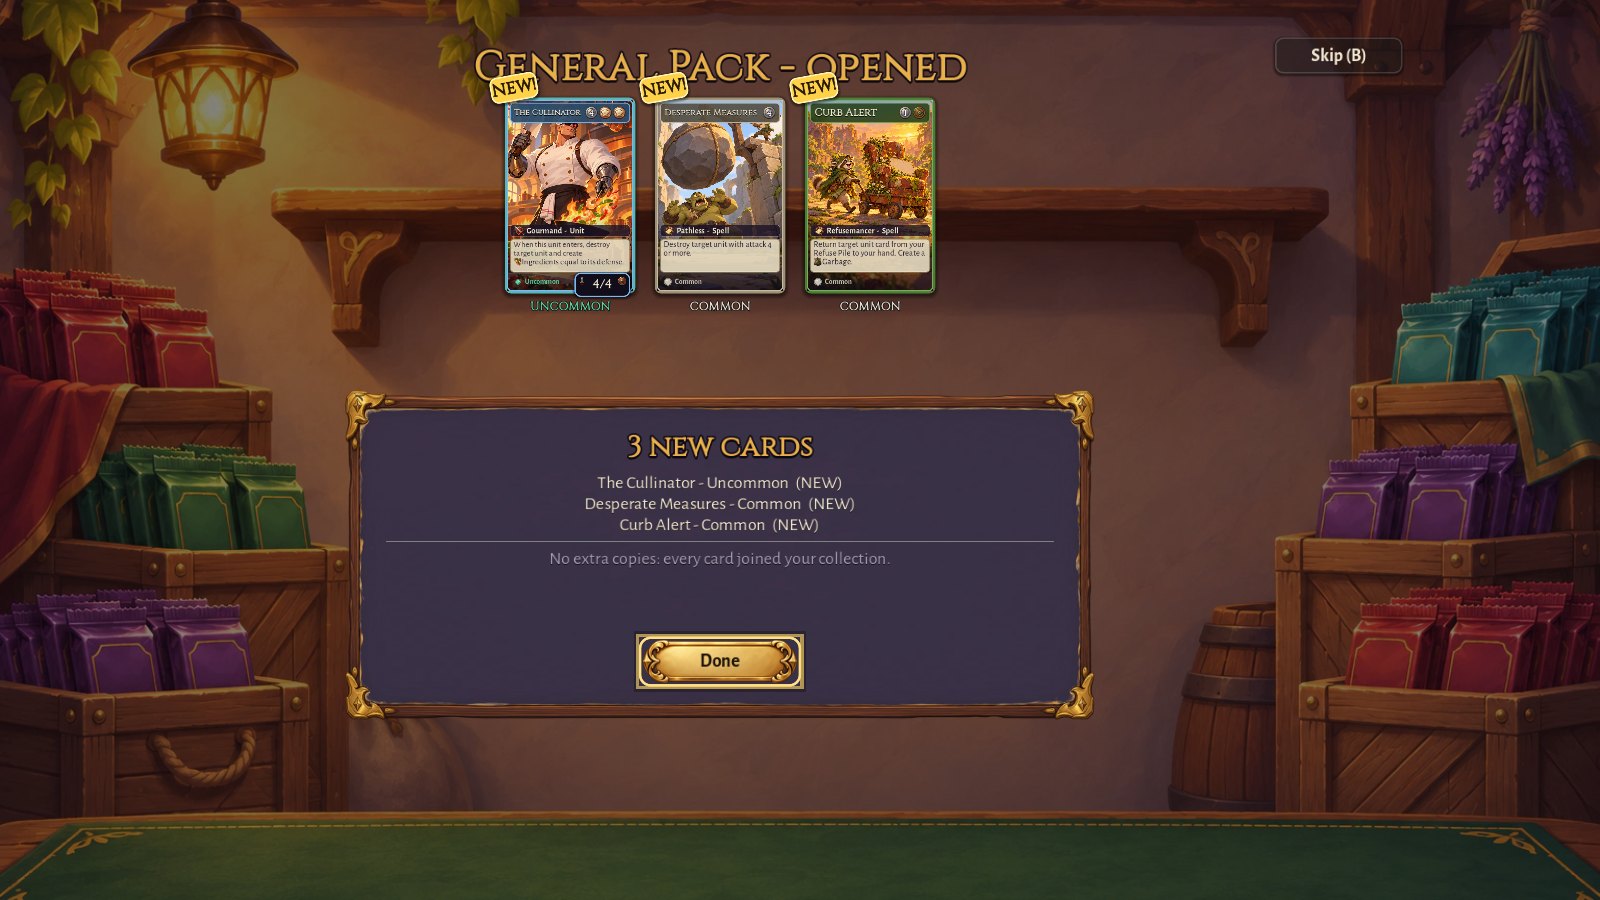 General Pack - opened
Skip (B)
NEW!
NEW!
NEW!
The Cullinator
Gourmand - Unit
When this unit enters, destroy
target unit and create
Ingredients equal to its defense.
Uncommon
4/4
UNCOMMON
Desperate Measures
Pathless - Spell
Destroy target unit with attack 4
or more.
Common
COMMON
Curb Alert
Refusemancer - Spell
Return target unit card from your
Refuse Pile to your hand. Create a
Garbage.
Common
COMMON
3 new cards
The Cullinator - Uncommon (NEW)
Desperate Measures - Common (NEW)
Curb Alert - Common (NEW)
No extra copies: every card joined your collection.
Done